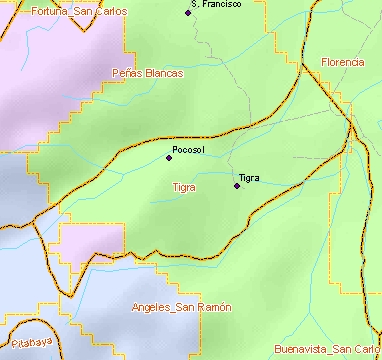 S. Francisco
Fortuna_San Carlos
Florencia
Peñas Blancas
Pocosol
Tigra
Tigra
Angeles_San Ramón
Pitabaya
Buenavista_San Carlo